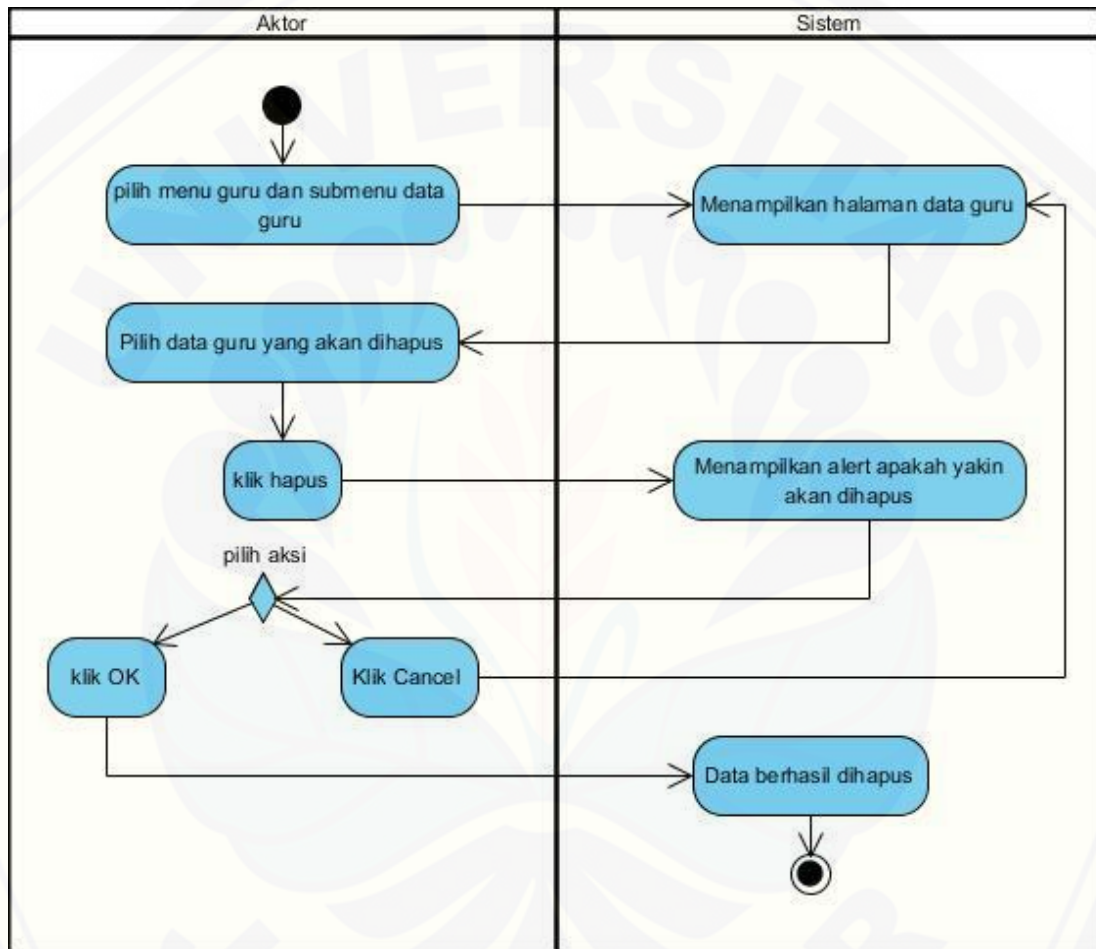 Aktor
Sistem
pilih menu guru dan submenu data
guru
Menampilkan halaman data guru
Pilih data guru yang akan dihapus
klik hapus
Menampilkan alert apakah yakin
akan dihapus
pilih aksi
klik OK
Klik Cancel
Data berhasil dihapus
UNIVERSITAS